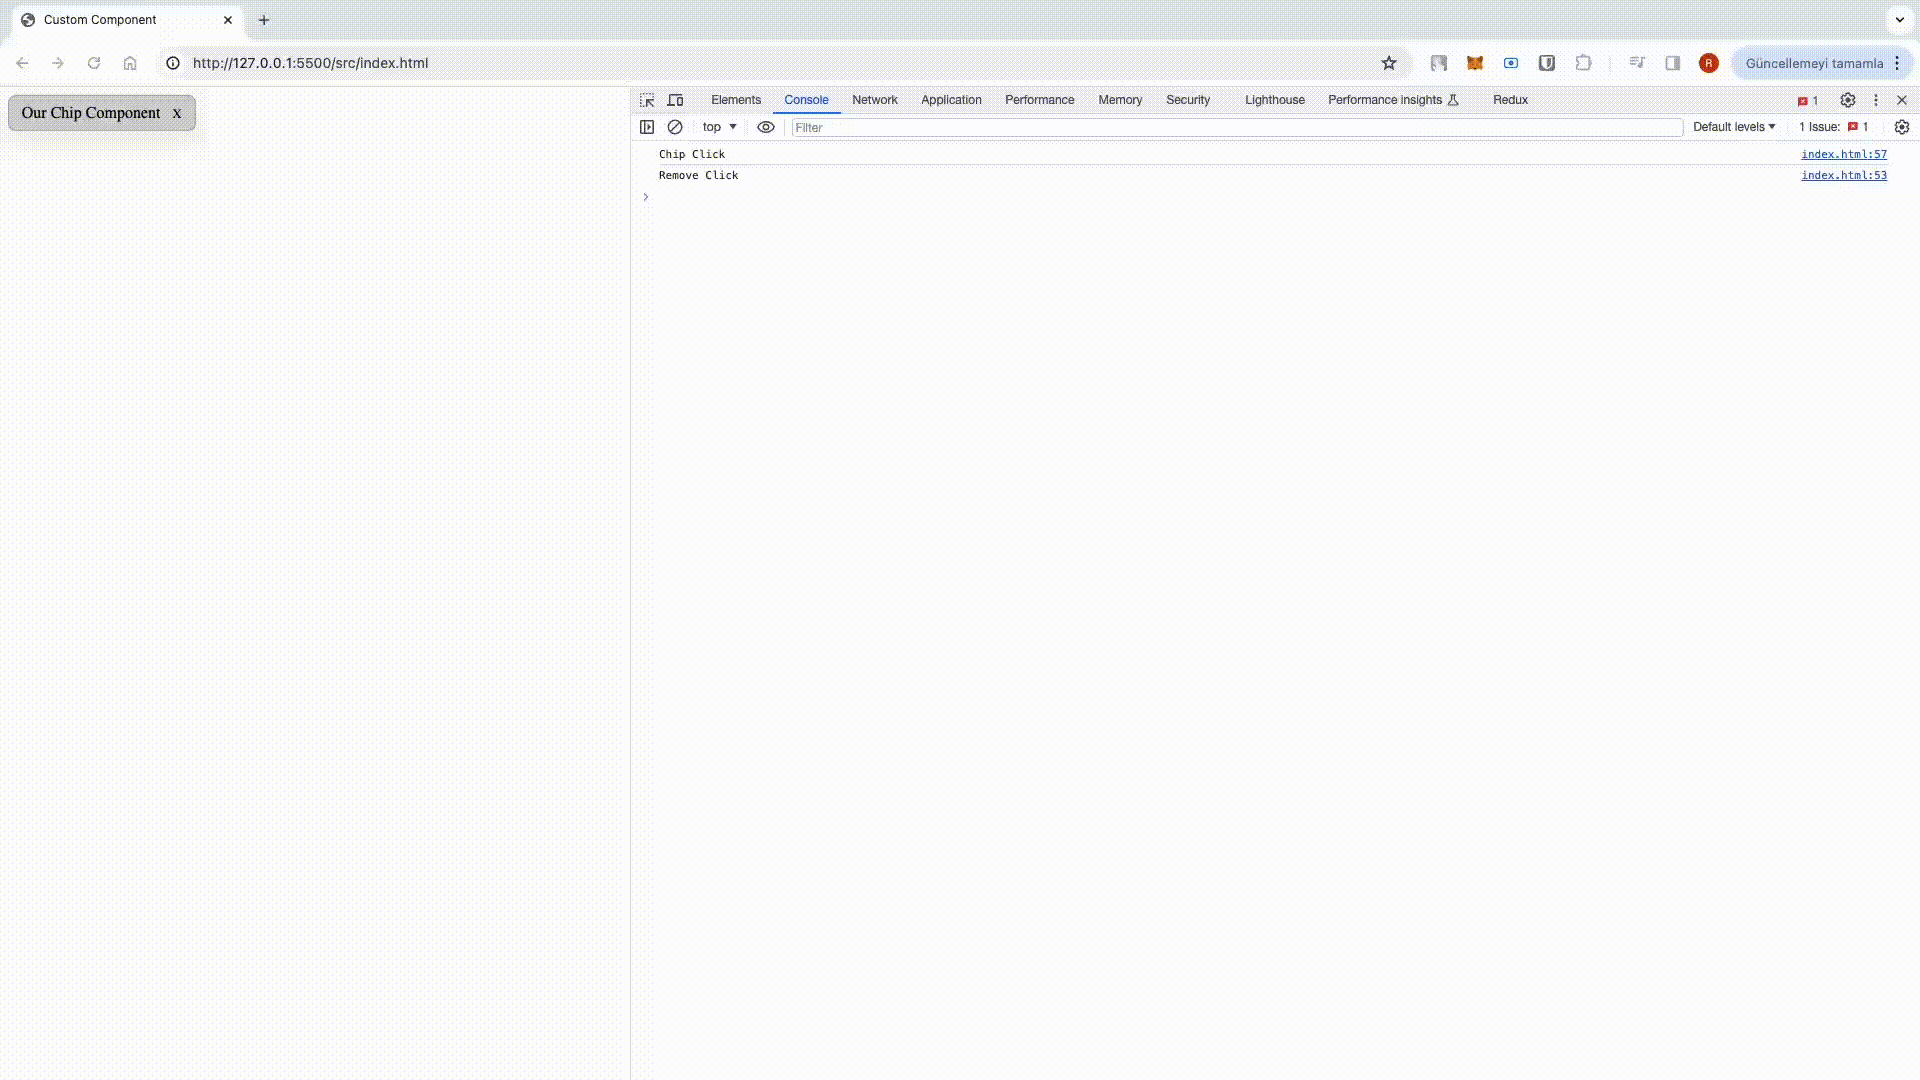 Custom Component
http://127.0.0.1:5500/src/index.html
R
Güncellemeyi tamamla
Our Chip Component X
Elements Console Network Application Performance Memory Security Lighthouse Performance insights Redux 1
top Filter Default levels 1 Issue: 1
Chip Click index.html:57
Remove Click index.html:53